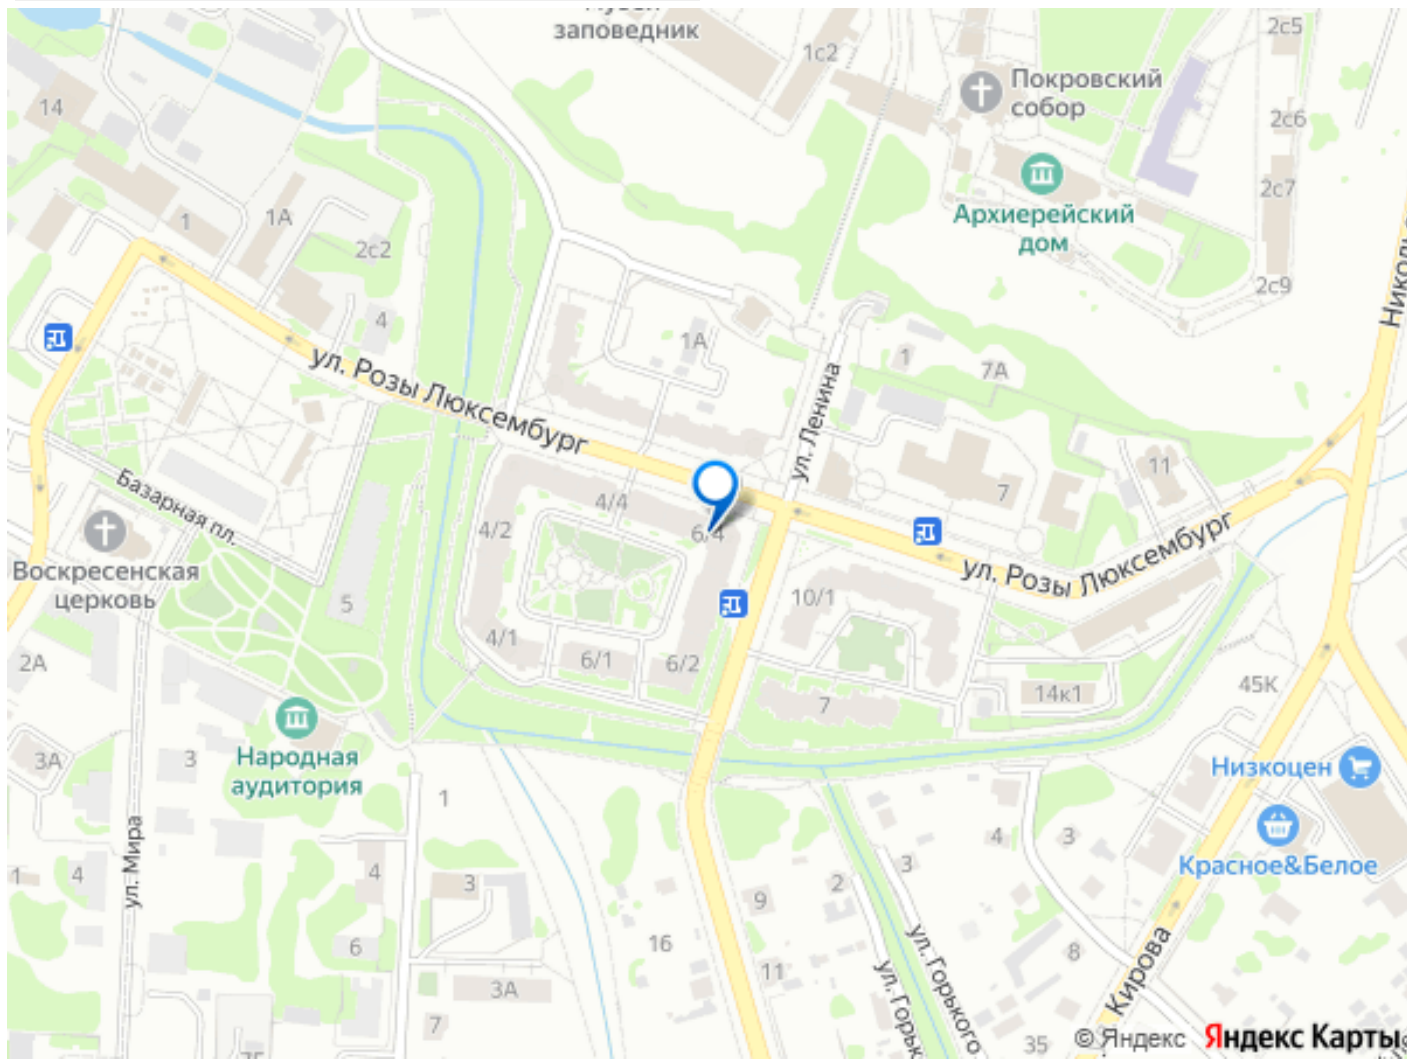 заповедник
1с2
2с5
Покровский
собор
14
2с6
2с7
Архиерейский
дом
1
1А
2с2
2с9
4
1А
1
7А
ул. Розы Люксембург
ул. Ленина
11
7
Базарная пл.
4/4
4/2
6/4
Воскресенская
церковь
ул. Розы Люксембург
5
10/1
4/1
6/1
6/2
2А
7
14к1
45К
3А
3
Народная
аудитория
Низкоцен
1
ул. Мира
4
3
3
Красное&Белое
1
4
4
3
2
9
6
16
11
8
ул. Горького
ул. Горьк
Кирова
3А
7
35
© Яндекс
Яндекс Карты